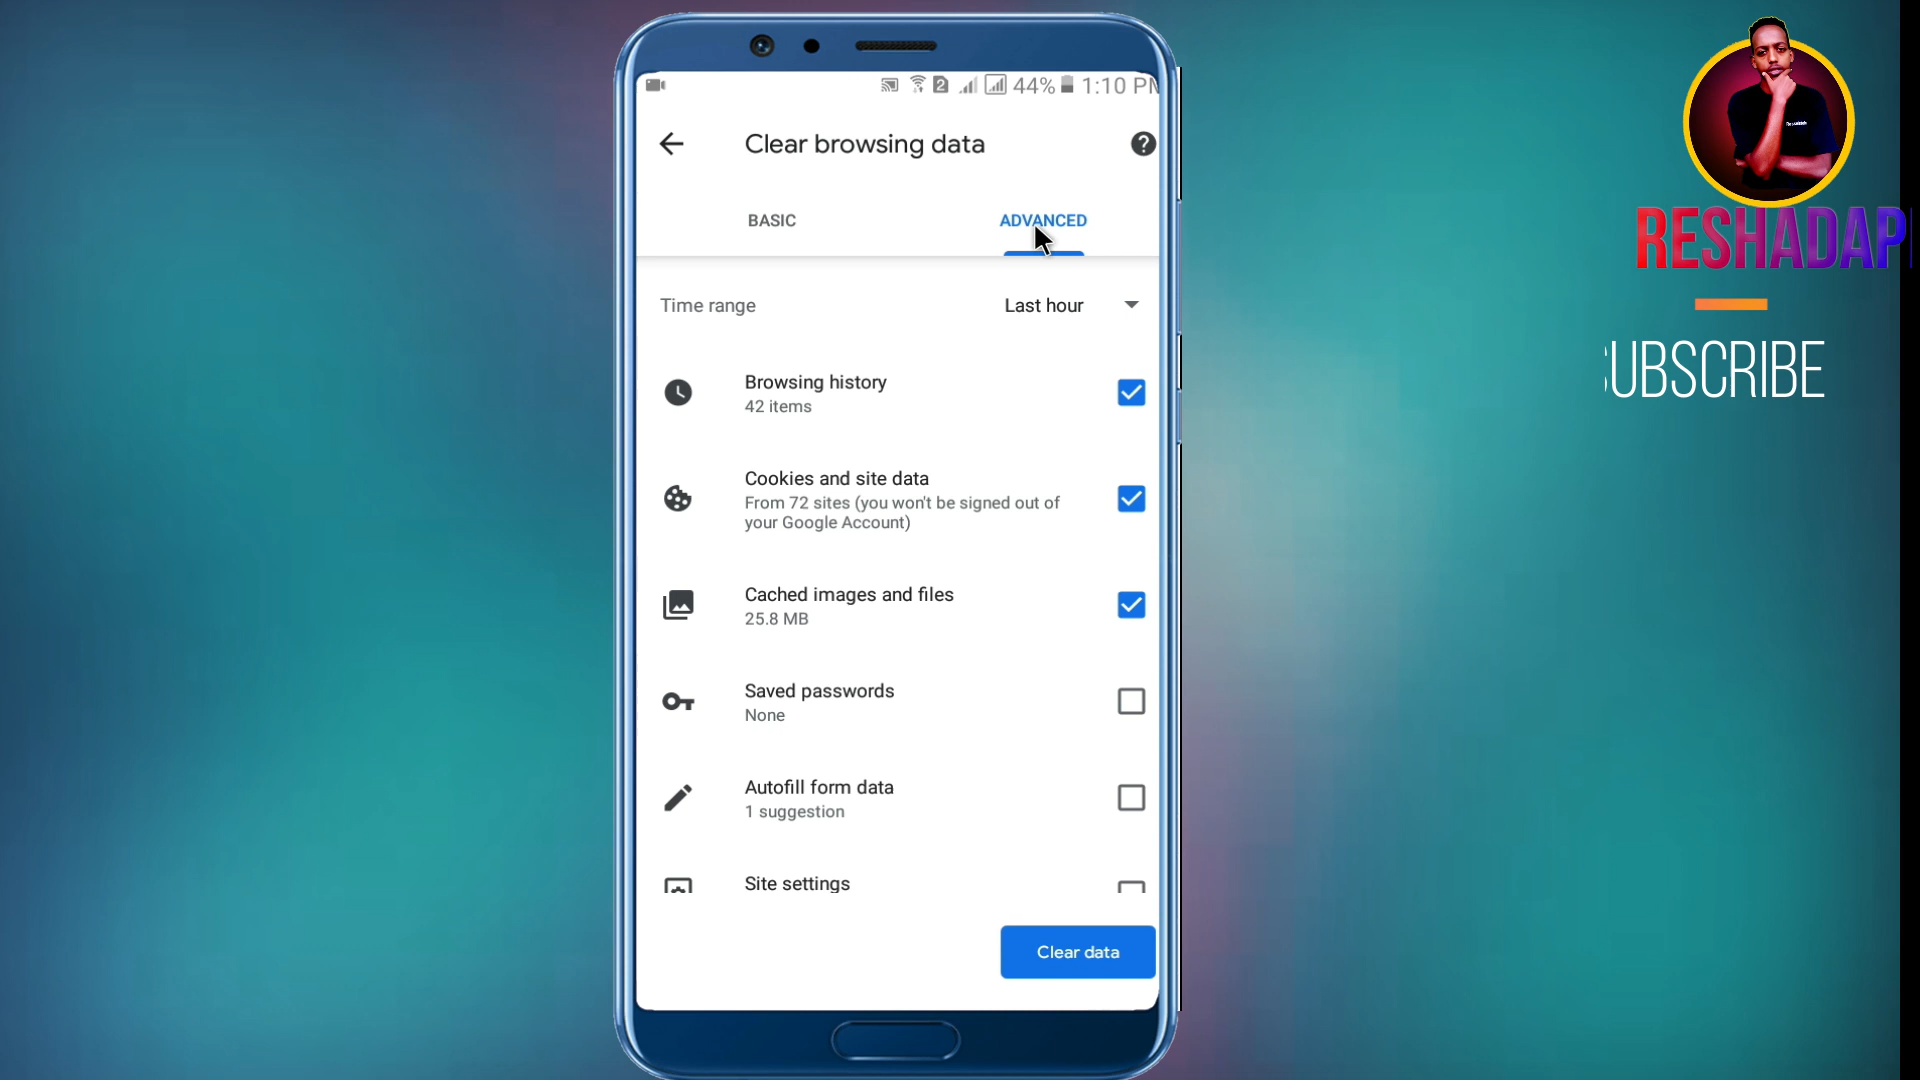 2 44% 1:10 PM
Clear browsing data
BASIC ADVANCED
Time range Last hour
Browsing history
42 items
Cookies and site data
From 72 sites (you won't be signed out of
your Google Account)
Cached images and files
25.8 MB
Saved passwords
None
Autofill form data
1 suggestion
Site settings
Clear data
RESHADAP
SUBSCRIBE